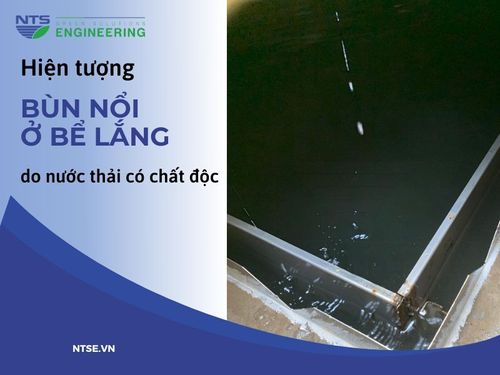 NTS
GREEN SOLUTIONS
ENGINEERING
Hiện tượng
BÙN NỔI
Ở BỂ LẮNG
do nước thải có chất độc
NTSE.VN